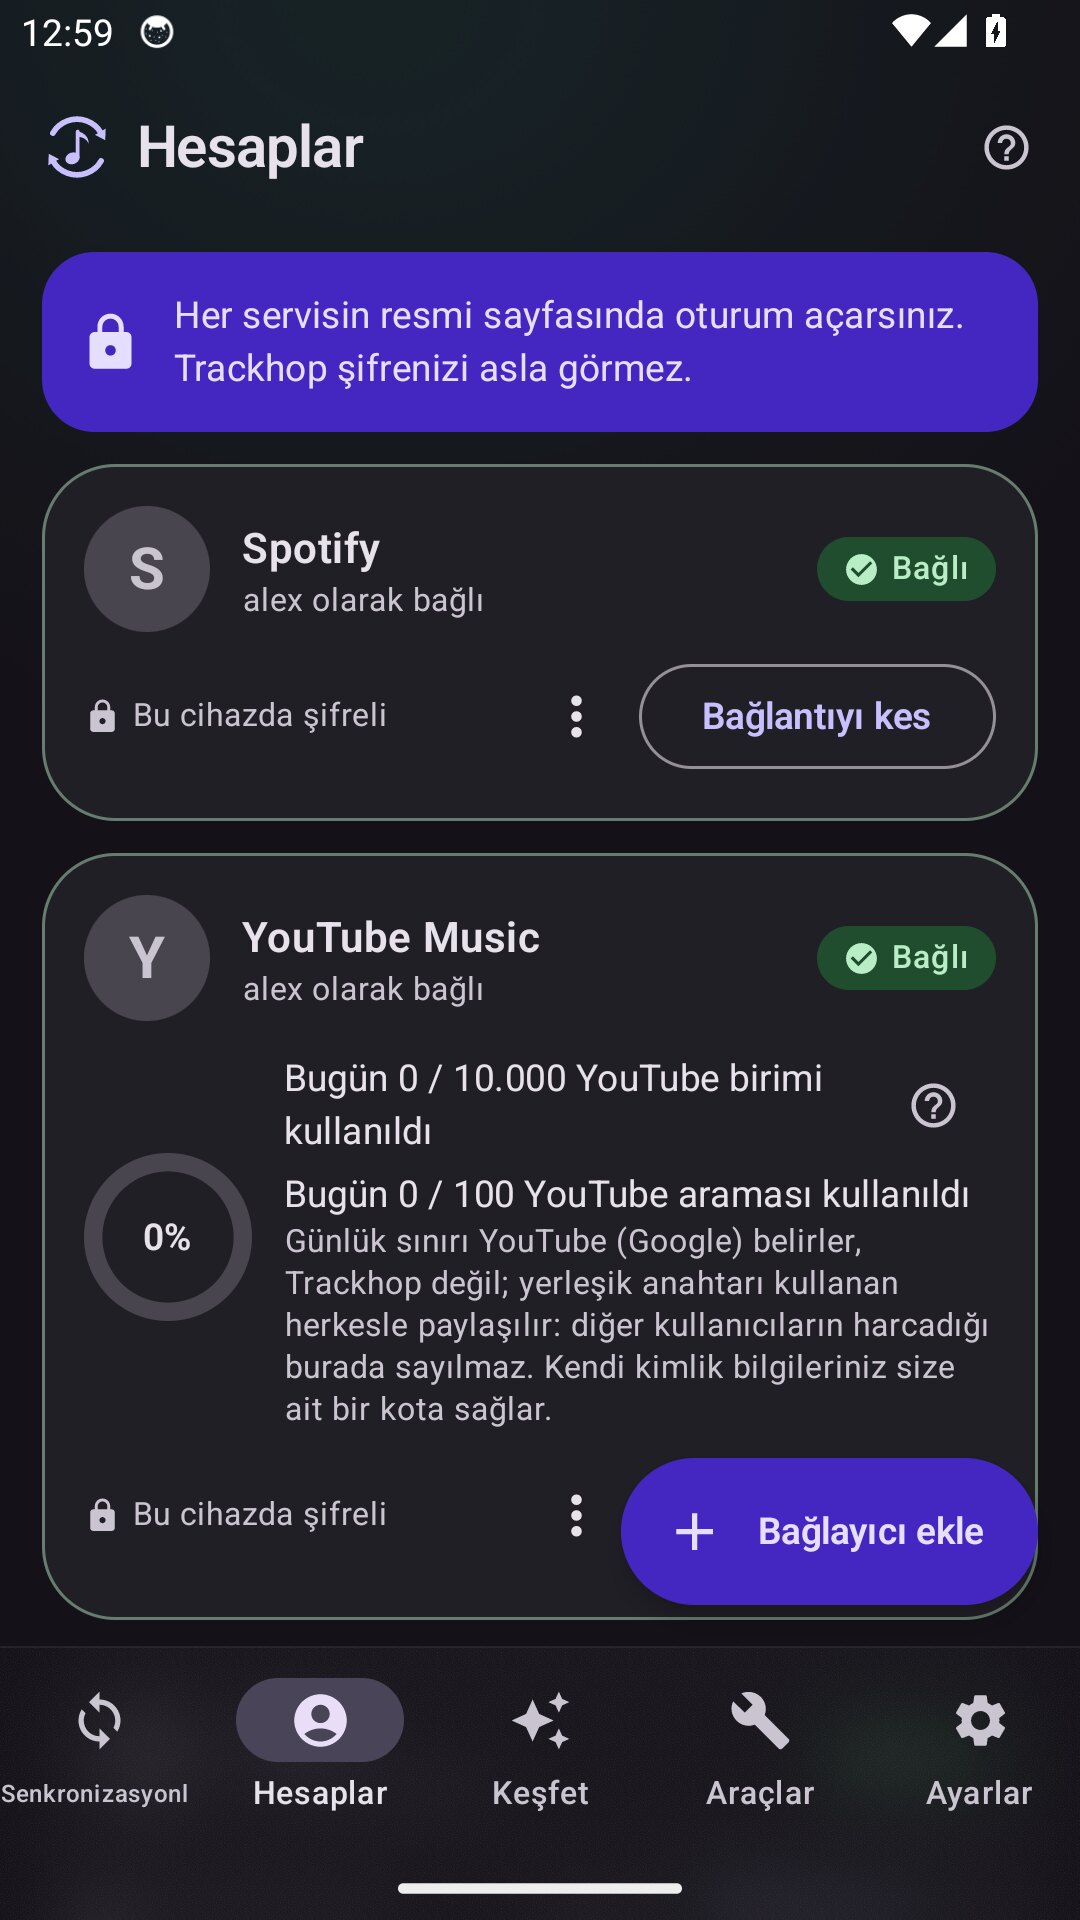 12:59
Hesaplar
Her servisin resmi sayfasında oturum açarsınız.
Trackhop şifrenizi asla görmez.
S
Spotify
alex olarak bağlı
Bağlı
Bu cihazda şifreli
Bağlantıyı kes
Y
YouTube Music
alex olarak bağlı
Bağlı
Bugün 0 / 10.000 YouTube birimi
kullanıldı
Bugün 0 / 100 YouTube araması kullanıldı
0%
Günlük sınırı YouTube (Google) belirler,
Trackhop değil; yerleşik anahtarı kullanan
herkesle paylaşılır: diğer kullanıcıların harcadığı
burada sayılmaz. Kendi kimlik bilgileriniz size
ait bir kota sağlar.
Bu cihazda şifreli
Bağlayıcı ekle
Senkronizasyonl
Hesaplar
Keşfet
Araçlar
Ayarlar